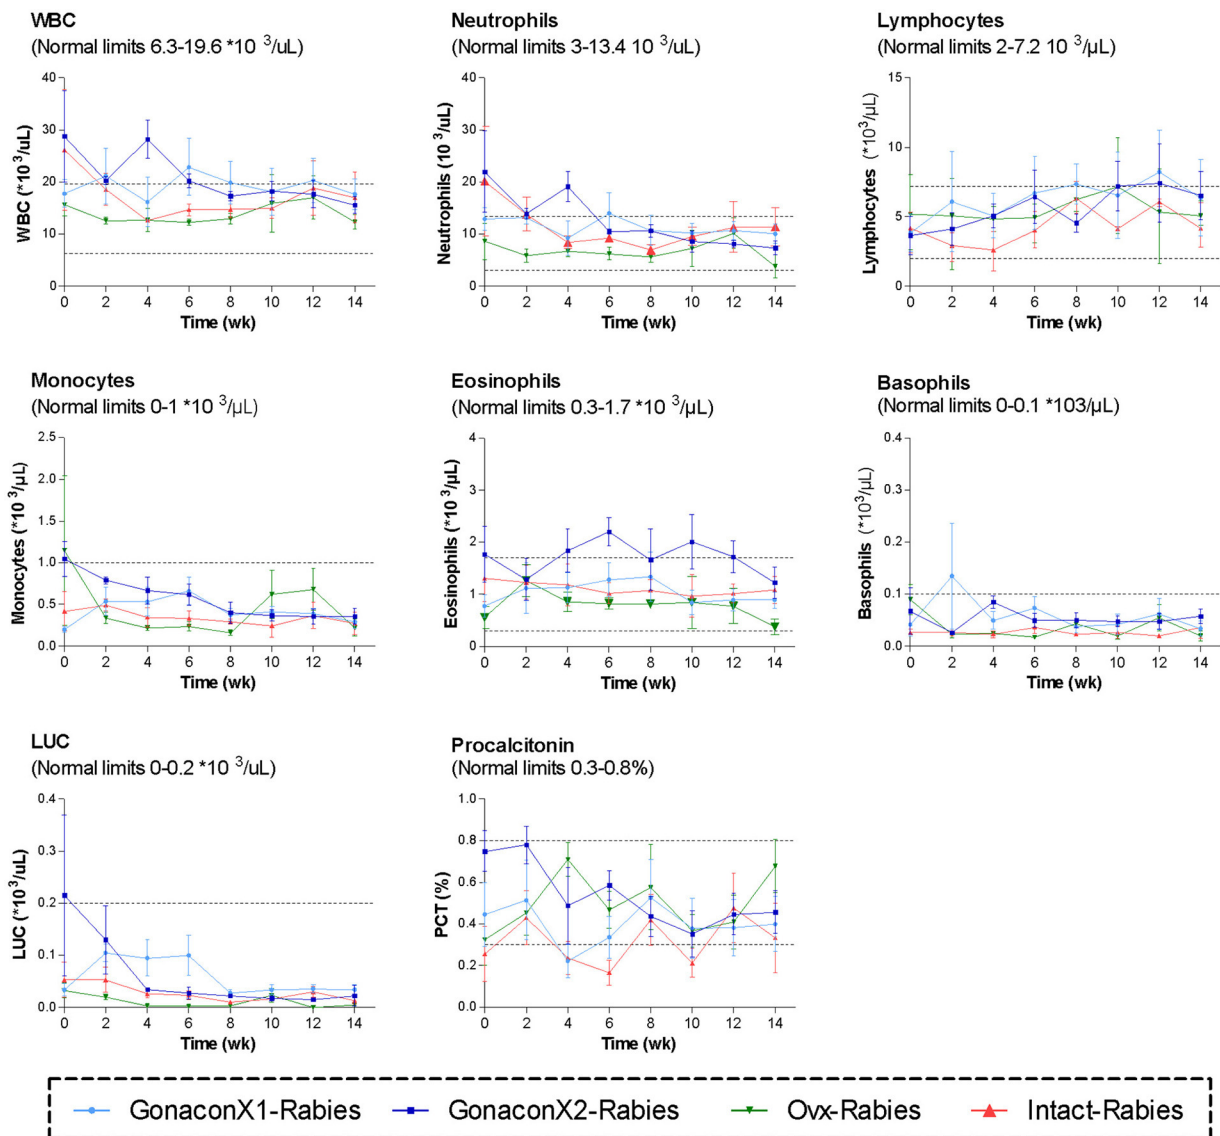 WBC
(Normal limits 6.3-19.6 *10 3/uL)
WBC (*10 3/uL)
40
30
20
10
0
0 2 4 6 8 10 12 14
Time (wk)
Neutrophils
(Normal limits 3-13.4 10 3/uL)
Neutrophils (10 3/uL)
40
30
20
10
0
0 2 4 6 8 10 12 14
Time (wk)
Lymphocytes
(Normal limits 2-7.2 10 3/µL)
Lymphocytes (*10 3/µL)
15
10
5
0
0 2 4 6 8 10 12 14
Time (wk)
Monocytes
(Normal limits 0-1 *10 3/µL)
Monocytes (*10 3/µL)
2.5
2.0
1.5
1.0
0.5
0.0
0 2 4 6 8 10 12 14
Time (wk)
Eosinophils
(Normal limits 0.3-1.7 *10 3/µL)
Eosinophils (*10 3/µL)
4
3
2
1
0
0 2 4 6 8 10 12 14
Time (wk)
Basophils
(Normal limits 0-0.1 *103/µL)
Basophils (*10 3/µL)
0.4
0.3
0.2
0.1
0.0
0 2 4 6 8 10 12 14
Time (wk)
LUC
(Normal limits 0-0.2 *10 3/uL)
LUC (*10 3/uL)
0.4
0.3
0.2
0.1
0.0
0 2 4 6 8 10 12 14
Time (wk)
Procalcitonin
(Normal limits 0.3-0.8%)
PCT (%)
1.0
0.8
0.6
0.4
0.2
0.0
0 2 4 6 8 10 12 14
Time (wk)
GonaconX1-Rabies GonaconX2-Rabies Ovx-Rabies Intact-Rabies